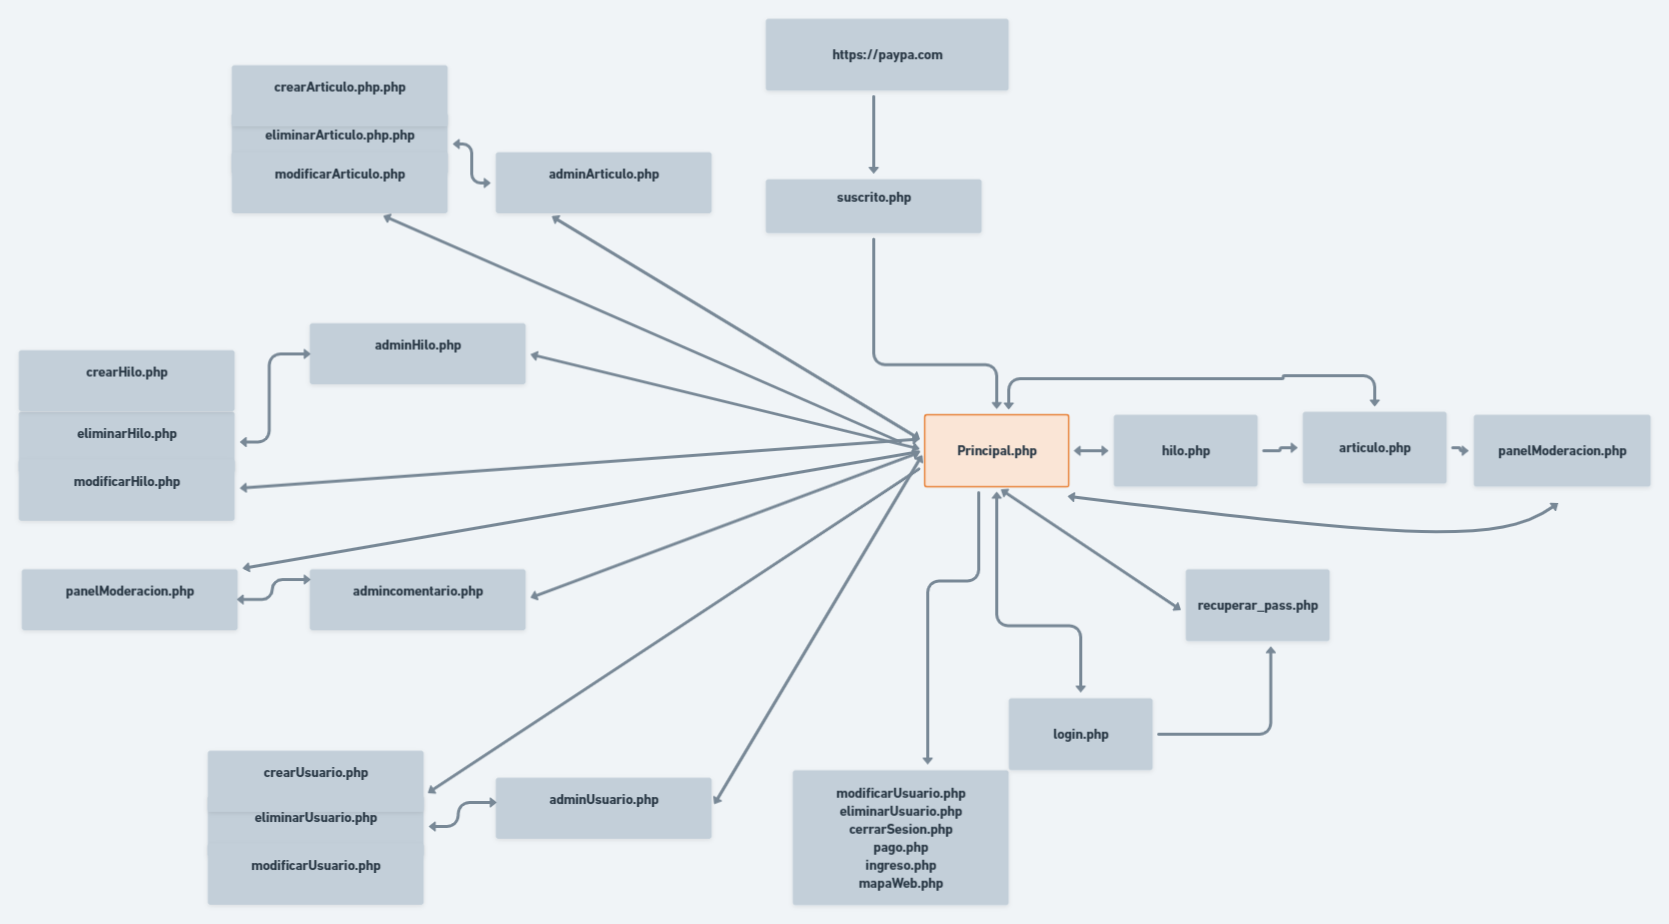 https://paypa.com
crearArticulo.php.php
eliminarArticulo.php.php
modificarArticulo.php
adminArticulo.php
suscrito.php
adminHilo.php
crearHilo.php
eliminarHilo.php
modificarHilo.php
Principal.php
hilo.php
articulo.php
panelModeracion.php
panelModeracion.php
admincomentario.php
recuperar_pass.php
login.php
crearUsuario.php
eliminarUsuario.php
modificarUsuario.php
adminUsuario.php
modificarUsuario.php
eliminarUsuario.php
cerrarSesion.php
pago.php
ingreso.php
mapaWeb.php